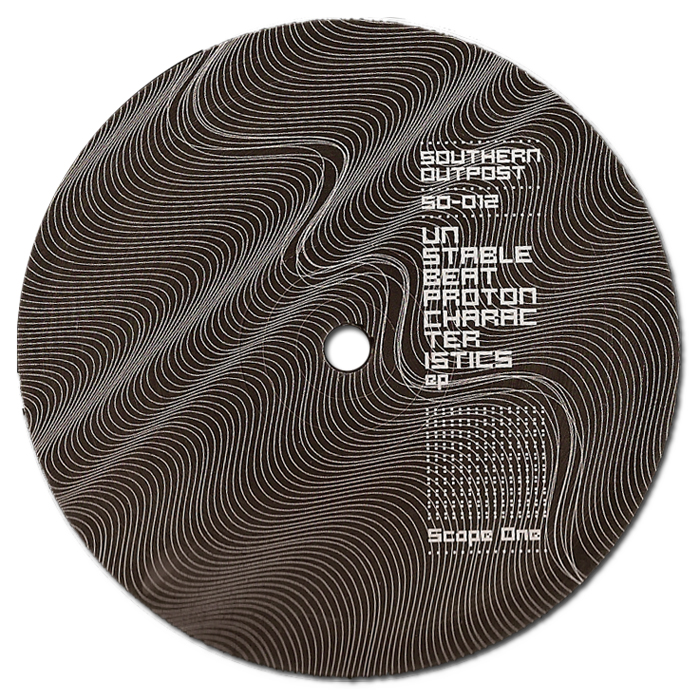 SOUTHERN
OUTPOST
SO-012
UN
STABLE
BEAT
PROTON
CHARAC
TER
ISTICS
ep
Scope One